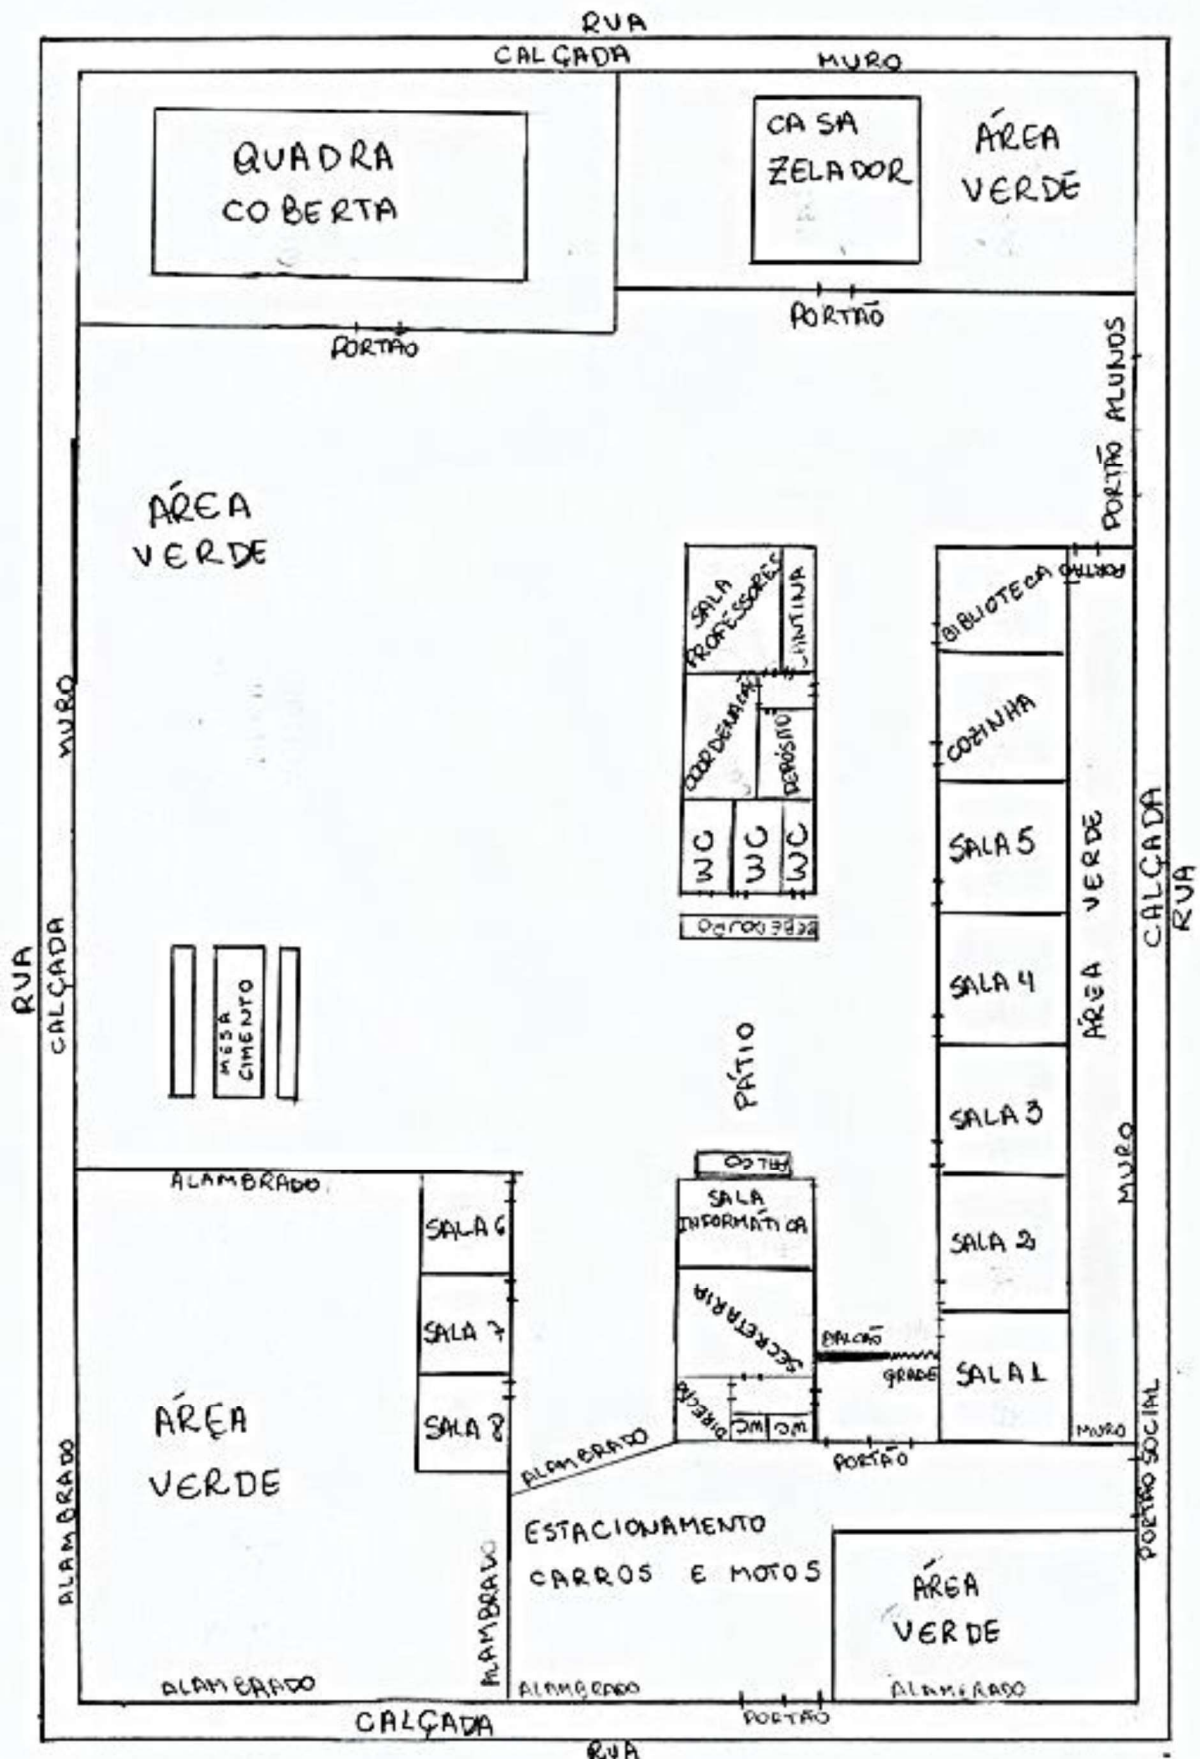 RUA
CALÇADA
MURO
QUADRA
COBERTA
CASA
ZELADOR
ÁREA
VERDE
PORTÃO
PORTÃO
PORTÃO ALUNOS
ÁREA
VERDE
SALA
PROFESSORES
CANTINA
BIBLIOTECA
PORTÃO
MURO
COORDENAÇÃO
DEPÓSITO
COZINHA
WC
WC
WC
SALA 5
ÁREA VERDE
CALÇADA
RUA
BEBEDOURO
RUA
CALÇADA
MESA
CIMENTO
SALA 4
PÁTIO
SALA 3
MURO
PALCO
ALAMBRADO
SALA 6
SALA
INFORMÁTICA
SALA 2
SALA 7
SECRETARIA
BALCÃO
GRADE
SALA 1
DIREÇÃO
WC
WC
SALA 8
MURO
PORTÃO
PORTÃO SOCIAL
ÁREA
VERDE
ALAMBRADO
ALAMBRADO
ESTACIONAMENTO
CARROS E MOTOS
ALAMBRADO
ÁREA
VERDE
ALAMBRADO
ALAMBRADO
ALAMBRADO
PORTÃO
CALÇADA
RUA